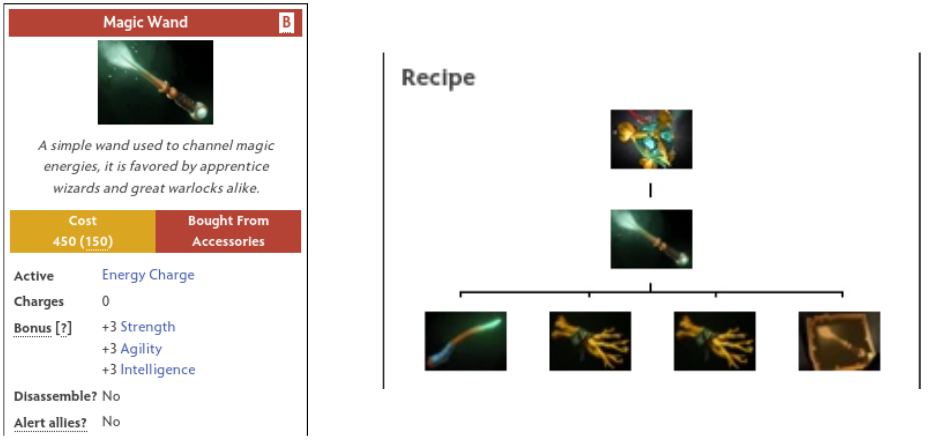 Magic Wand B
A simple wand used to channel magic
energies, it is favored by apprentice
wizards and great warlocks alike.
Cost
450 (150)
Bought From
Accessories
Active Energy Charge
Charges 0
Bonus [?] +3 Strength
+3 Agility
+3 Intelligence
Disassemble? No
Alert allies? No
Recipe